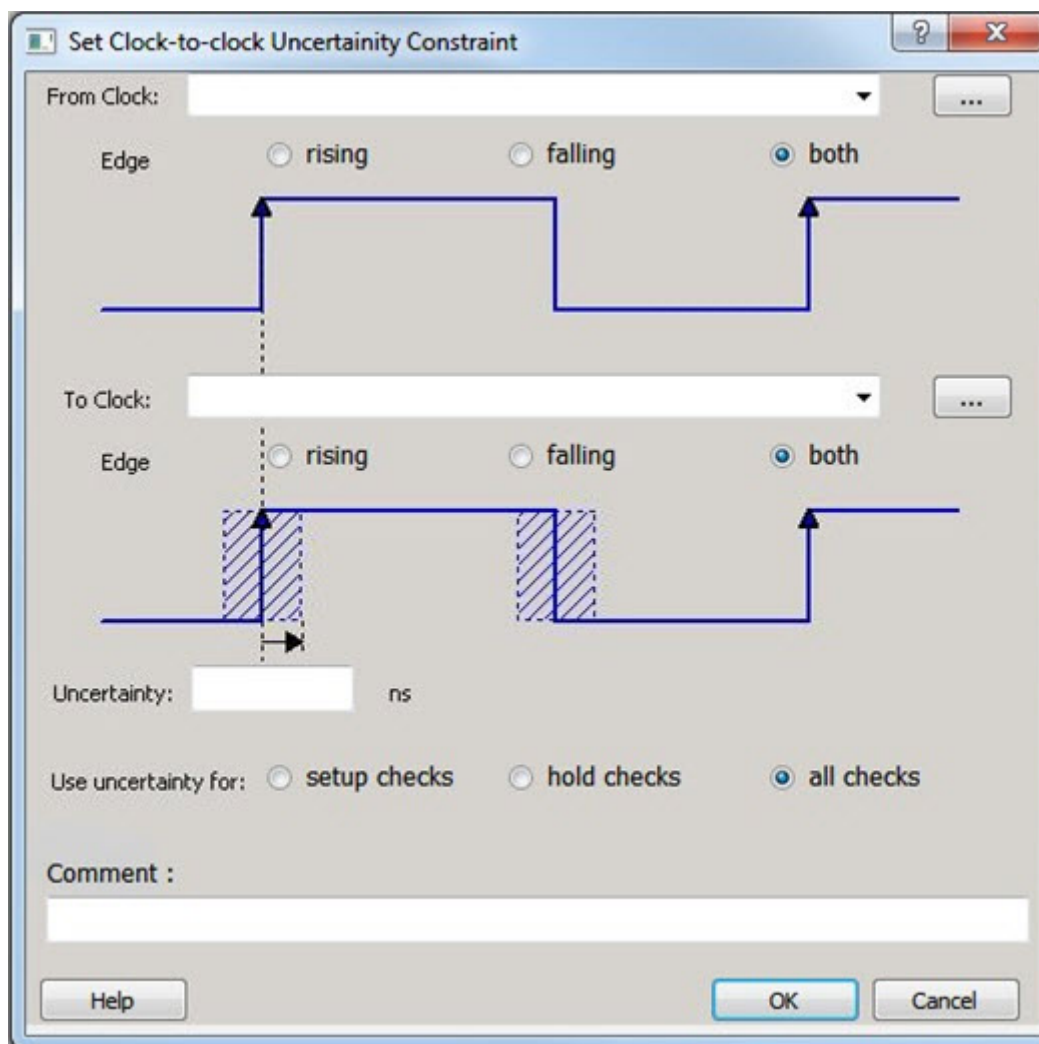 Set Clock-to-clock Uncertainity Constraint
From Clock: ...
Edge rising falling both
To Clock: ...
Edge rising falling both
Uncertainty: ns
Use uncertainty for: setup checks hold checks all checks
Comment :
Help OK Cancel